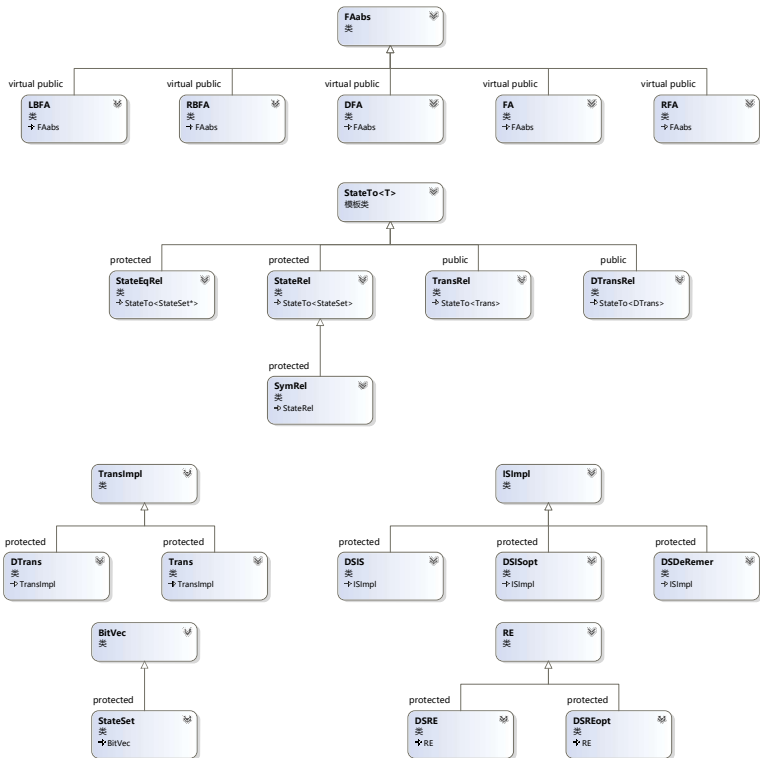 FAabs
类
virtual public
virtual public
virtual public
virtual public
virtual public
LBFA
类
FAabs
RBFA
类
FAabs
DFA
类
FAabs
FA
类
FAabs
RFA
类
FAabs
StateTo<T>
模板类
protected
protected
public
public
StateEqRel
类
StateTo<StateSet*>
StateRel
类
StateTo<StateSet>
TransRel
类
StateTo<Trans>
DTransRel
类
StateTo<DTrans>
protected
SymRel
类
StateRel
TransImpl
类
protected
protected
DTrans
类
TransImpl
Trans
类
TransImpl
ISImpl
类
protected
protected
protected
DSIS
类
ISImpl
DSISopt
类
ISImpl
DSDeRemer
类
ISImpl
BitVec
类
protected
StateSet
类
BitVec
RE
类
protected
protected
DSRE
类
RE
DSREopt
类
RE